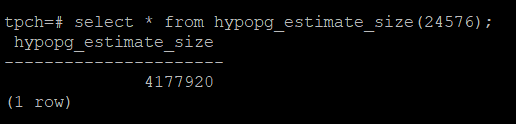 tpch=# select * from hypopg_estimate_size(24576);
hypopg_estimate_size
----------------------
4177920
(1 row)